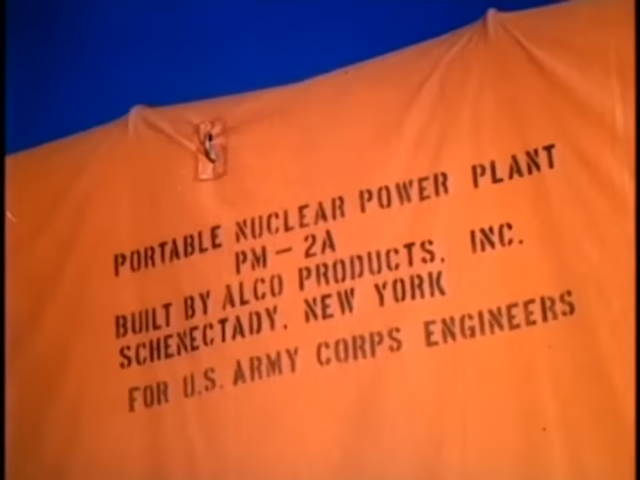 PORTABLE NUCLEAR POWER PLANT
PM-2A
BUILT BY ALCO PRODUCTS, INC.
SCHENECTADY, NEW YORK
FOR U.S. ARMY CORPS ENGINEERS